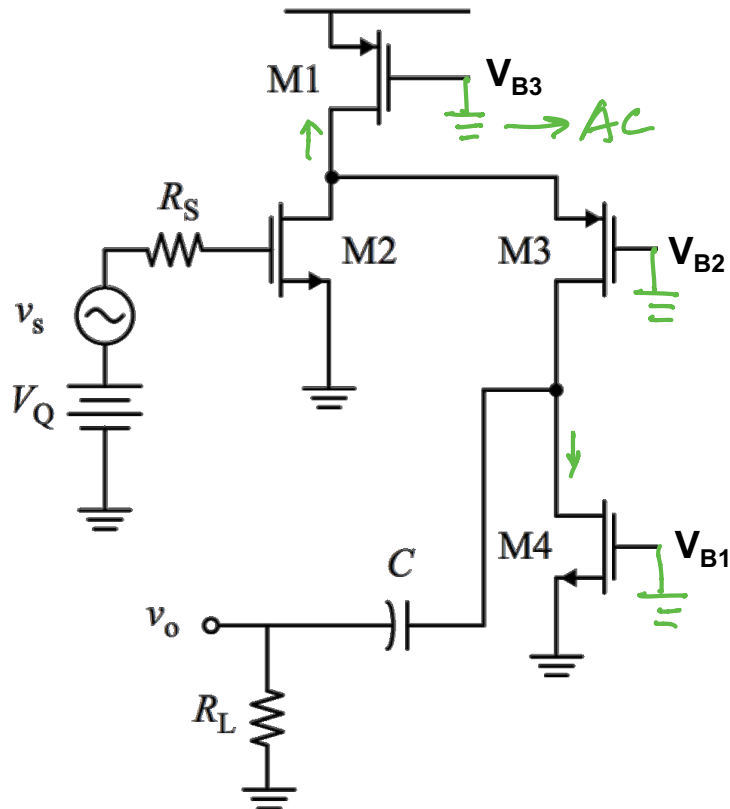 M1
V_B3
→ AC
R_S
M2
M3
V_B2
v_s
V_Q
M4
V_B1
C
v_o
R_L